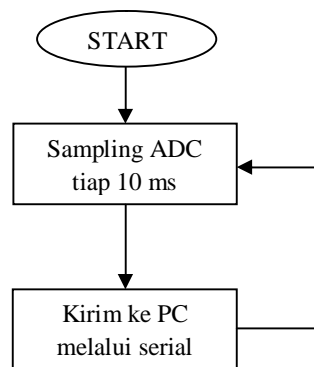 START
Sampling ADC
tiap 10 ms
Kirim ke PC
melalui serial